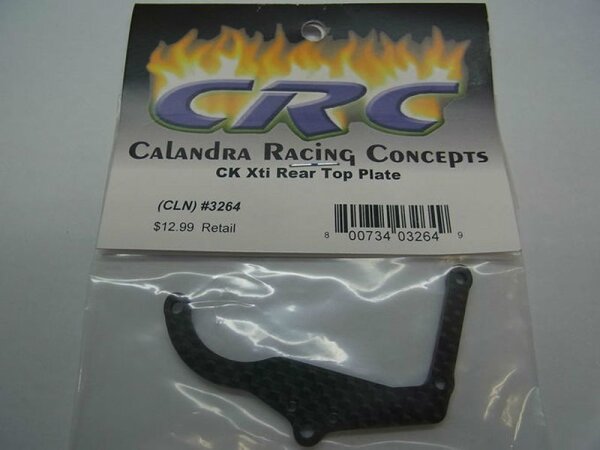 CRC
CALANDRA RACING CONCEPTS
CK Xti Rear Top Plate
(CLN) #3264
$12.99 Retail
8 00734 03264 9